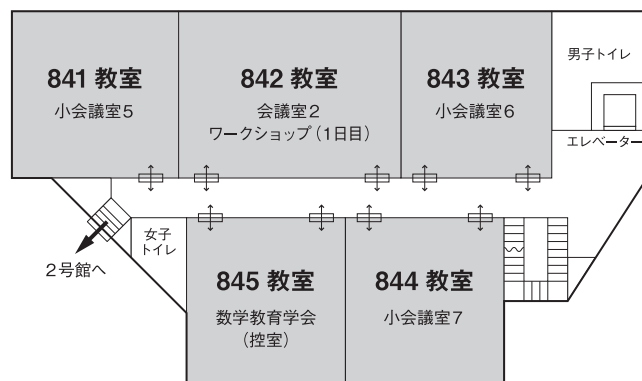 841 教室
小会議室5
842 教室
会議室2
ワークショップ(1日目)
843 教室
小会議室6
男子トイレ
エレベーター
2号館へ
女子
トイレ
845 教室
数学教育学会
(控室)
844 教室
小会議室7